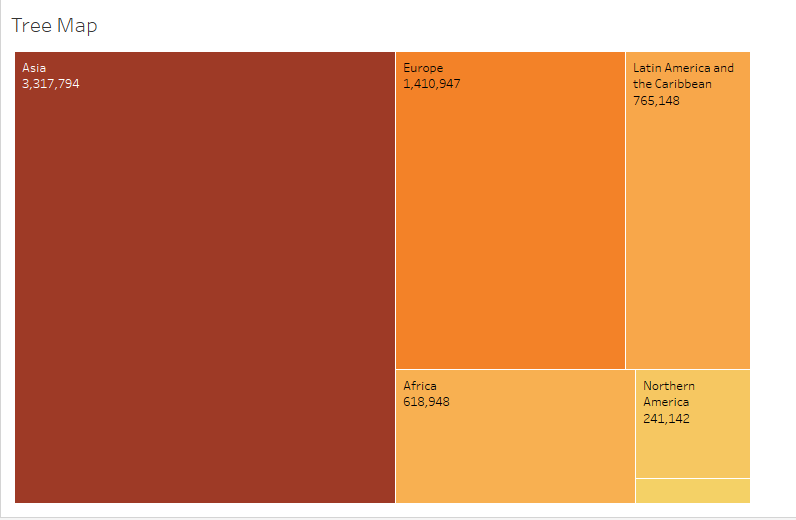 Tree Map
Asia
3,317,794
Europe
1,410,947
Latin America and
the Caribbean
765,148
Africa
618,948
Northern
America
241,142